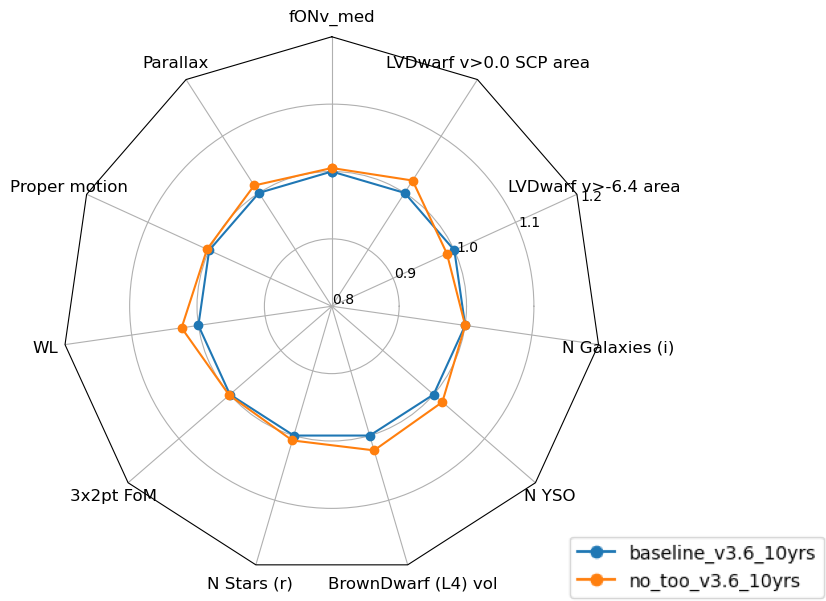 fONv_med
Parallax
LVDwarf v>0.0 SCP area
Proper motion
LVDwarf v>-6.4 area
1.2
1.1
1.0
0.9
0.8
WL
N Galaxies (i)
3x2pt FoM
N YSO
N Stars (r)
BrownDwarf (L4) vol
baseline_v3.6_10yrs
no_too_v3.6_10yrs